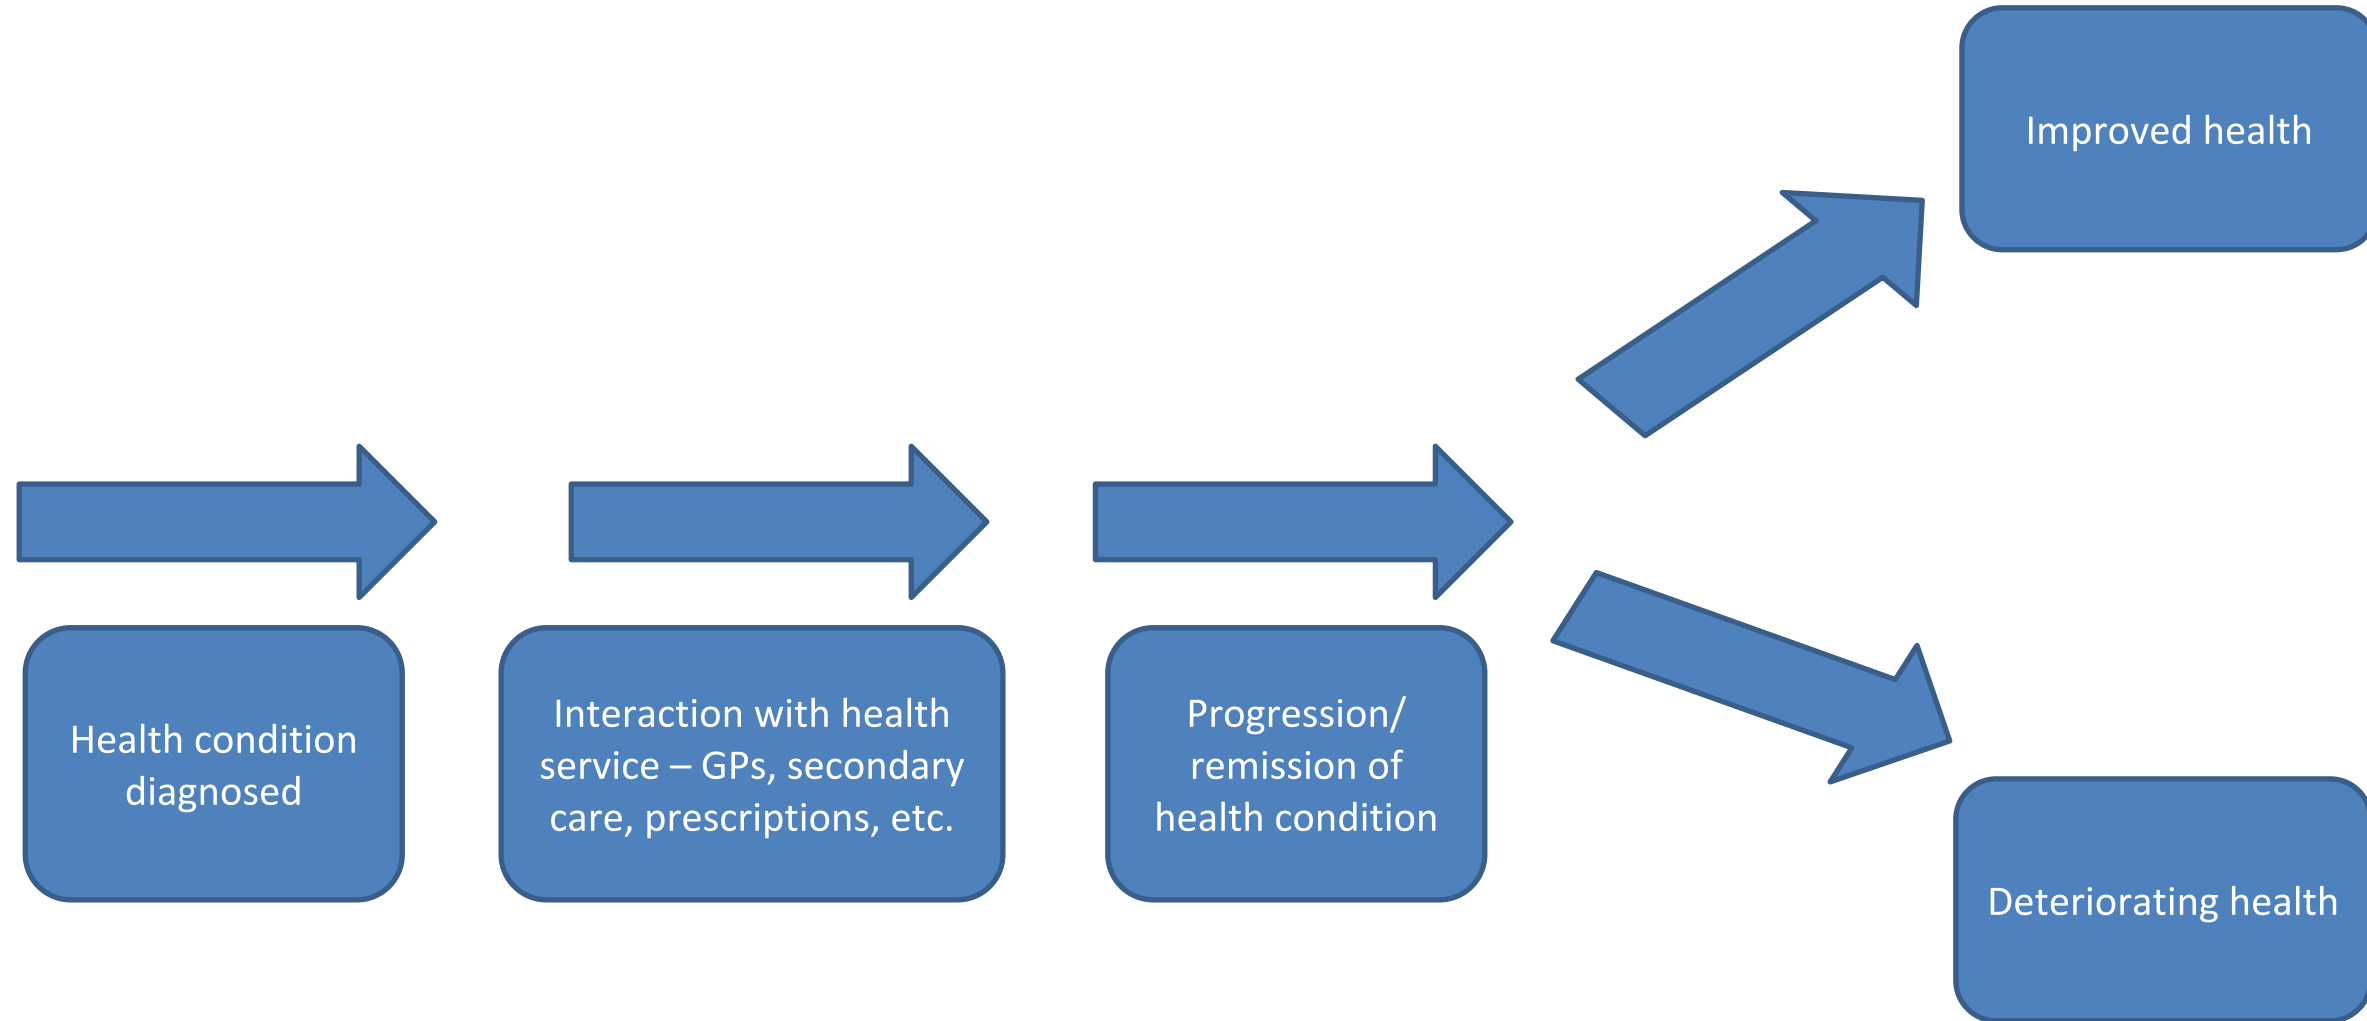 Improved health
Health condition
diagnosed
Interaction with health
service – GPs, secondary
care, prescriptions, etc.
Progression/
remission of
health condition
Deteriorating health